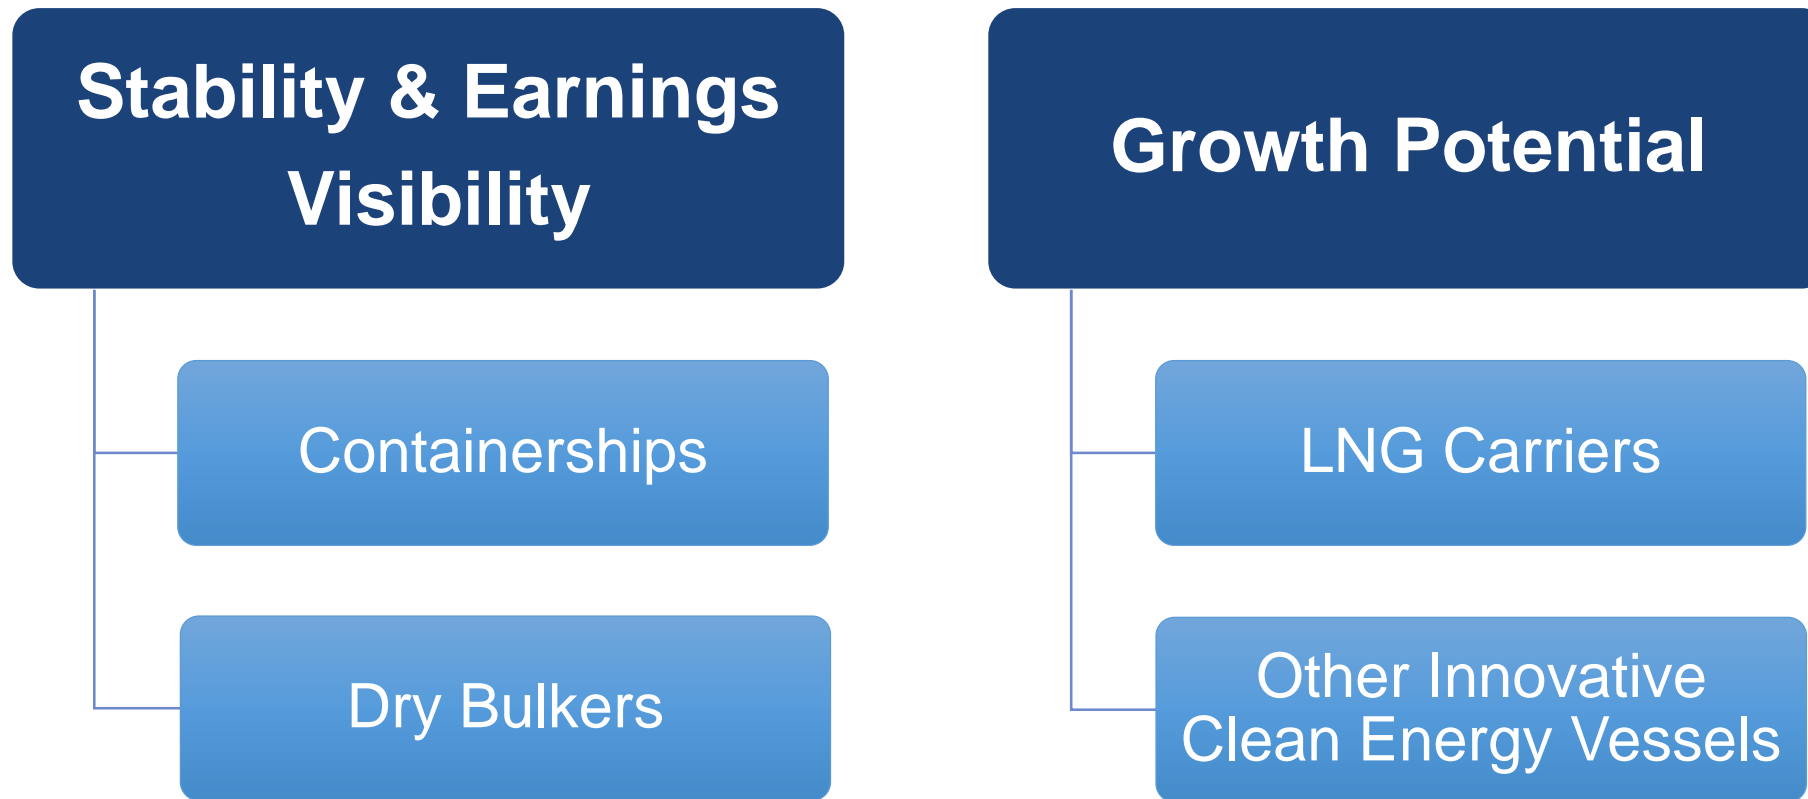 Stability & Earnings
Visibility
Containerships
Dry Bulkers
Growth Potential
LNG Carriers
Other Innovative
Clean Energy Vessels